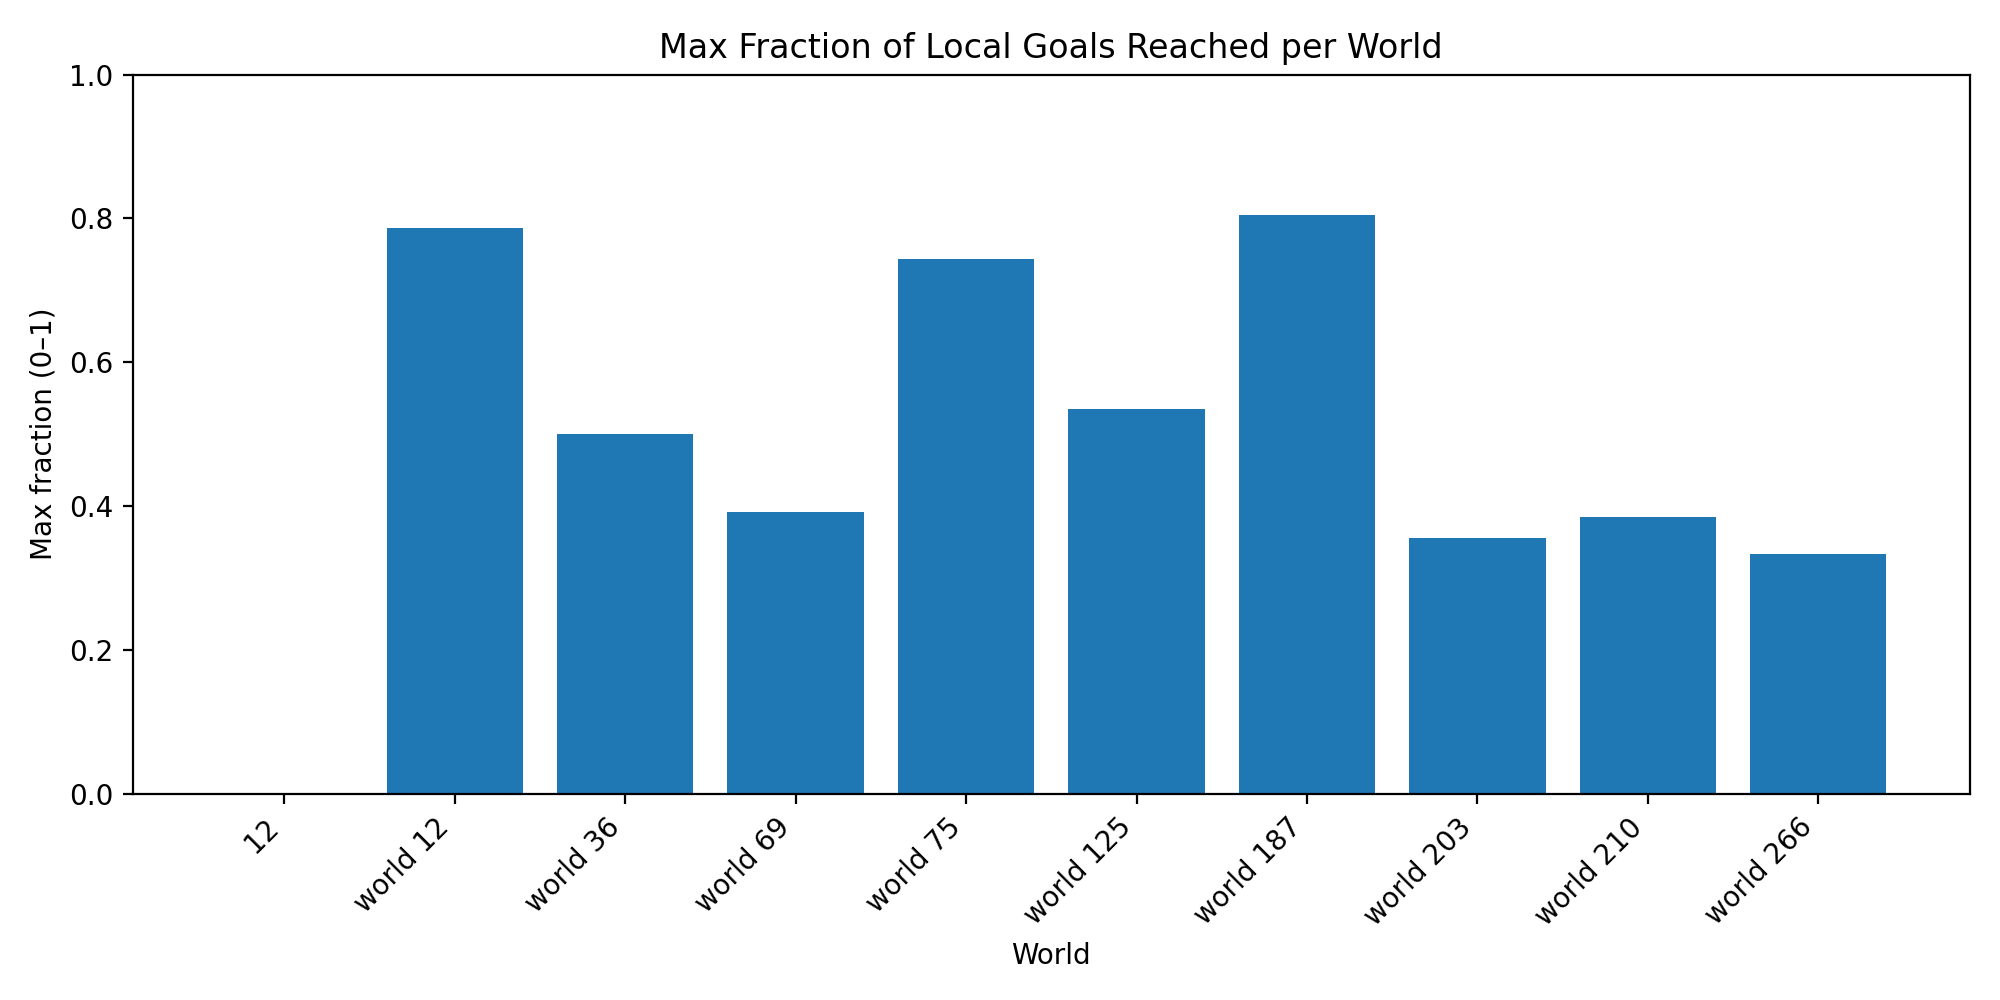 Max Fraction of Local Goals Reached per World
Max fraction (0–1)
1.0
0.8
0.6
0.4
0.2
0.0
12
world 12
world 36
world 69
world 75
world 125
world 187
world 203
world 210
world 266
World